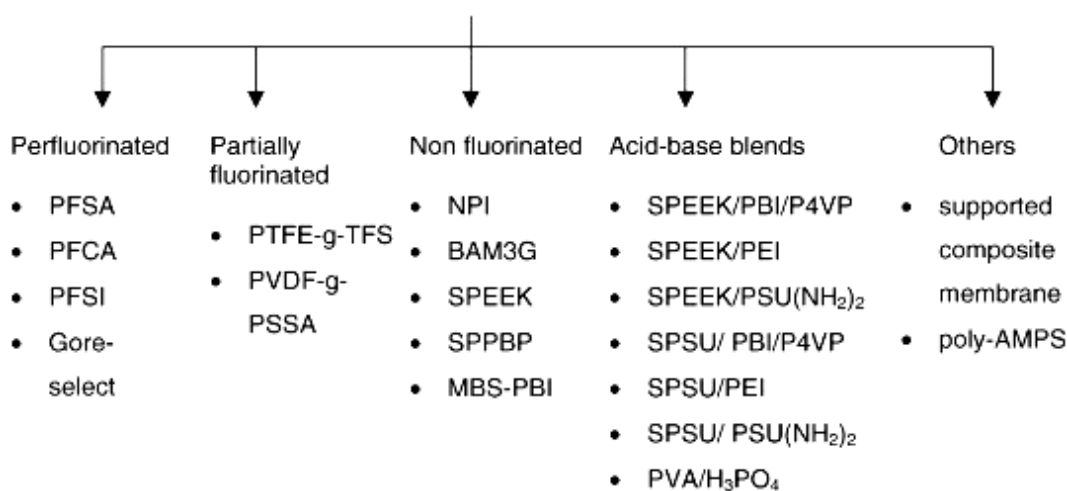 Perfluorinated
• PFSA
• PFCA
• PFSI
• Gore-
select
Partially
fluorinated
• PTFE-g-TFS
• PVDF-g-
PSSA
Non fluorinated
• NPI
• BAM3G
• SPEEK
• SPPBP
• MBS-PBI
Acid-base blends
• SPEEK/PBI/P4VP
• SPEEK/PEI
• SPEEK/PSU(NH₂)₂
• SPSU/ PBI/P4VP
• SPSU/PEI
• SPSU/ PSU(NH₂)₂
• PVA/H₃PO₄
Others
• supported
composite
membrane
• poly-AMPS